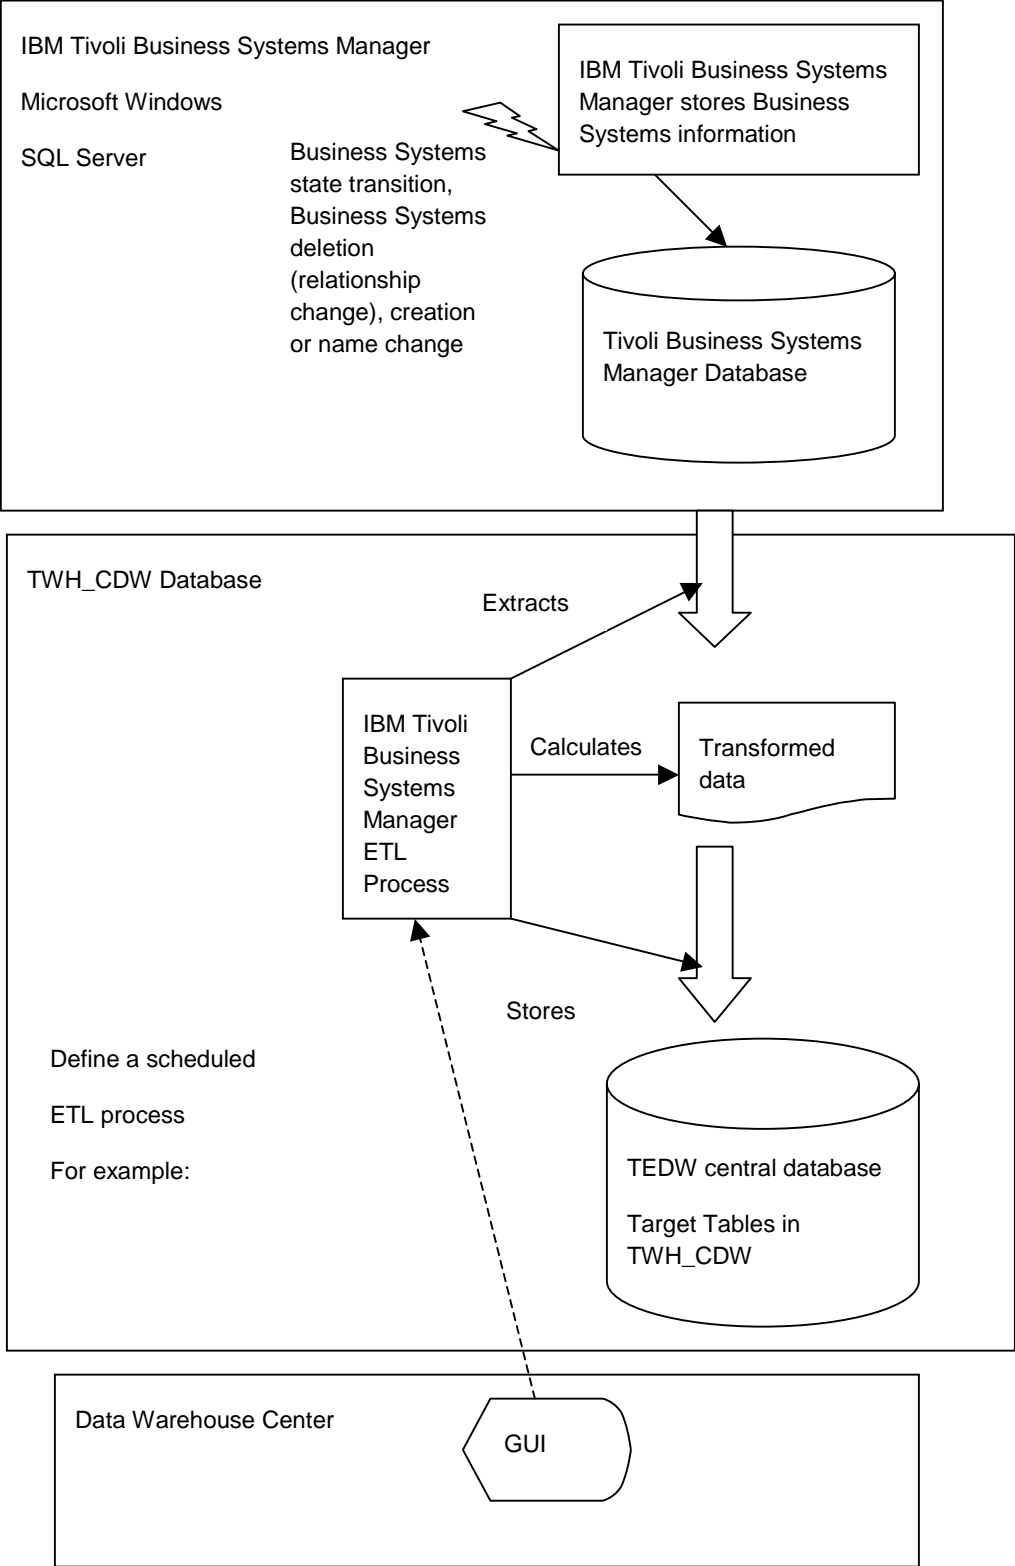 IBM Tivoli Business Systems Manager
Microsoft Windows
SQL Server
IBM Tivoli Business Systems
Manager stores Business
Systems information
Business Systems
state transition,
Business Systems
deletion
(relationship
change), creation
or name change
Tivoli Business Systems
Manager Database
TWH_CDW Database
Extracts
IBM Tivoli
Business
Systems
Manager
ETL
Process
Calculates
Transformed
data
Stores
Define a scheduled
ETL process
For example:
TEDW central database
Target Tables in
TWH_CDW
Data Warehouse Center
GUI